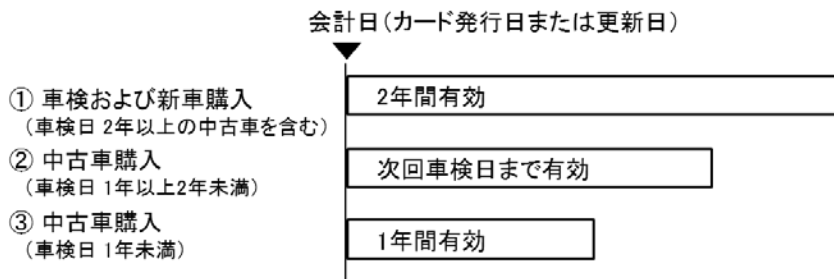 会計日(カード発行日または更新日)
① 車検および新車購入
(車検日 2年以上の中古車を含む)
2年間有効
② 中古車購入
(車検日 1年以上2年未満)
次回車検日まで有効
③ 中古車購入
(車検日 1年未満)
1年間有効